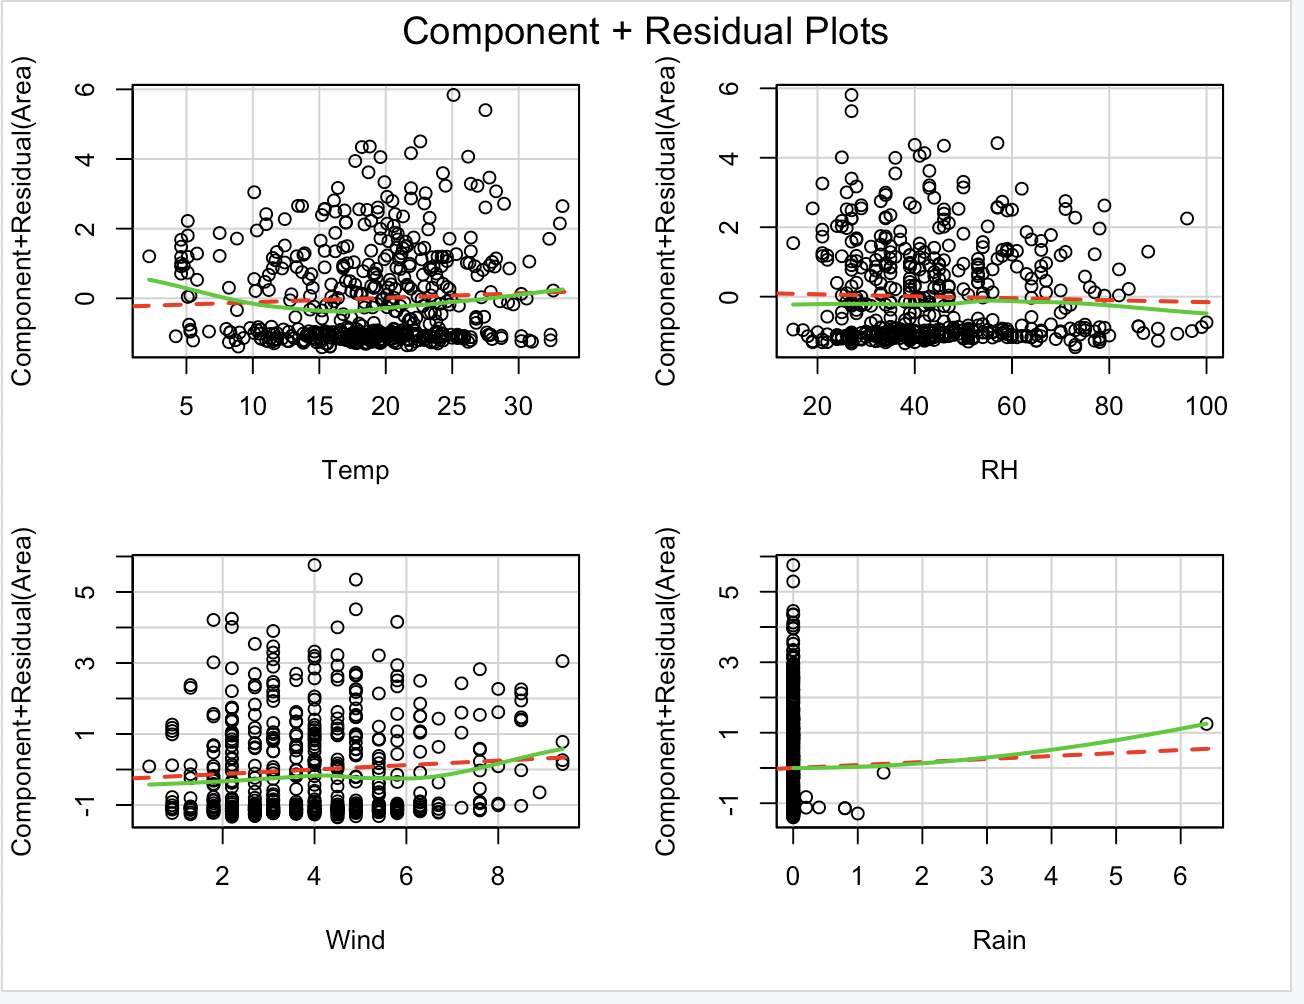 Component + Residual Plots
Component+Residual(Area)
6
4
2
0
5 10 15 20 25 30
Temp
Component+Residual(Area)
6
4
2
0
20 40 60 80 100
RH
Component+Residual(Area)
5
3
1
-1
2 4 6 8
Wind
Component+Residual(Area)
5
3
1
-1
0 1 2 3 4 5 6
Rain